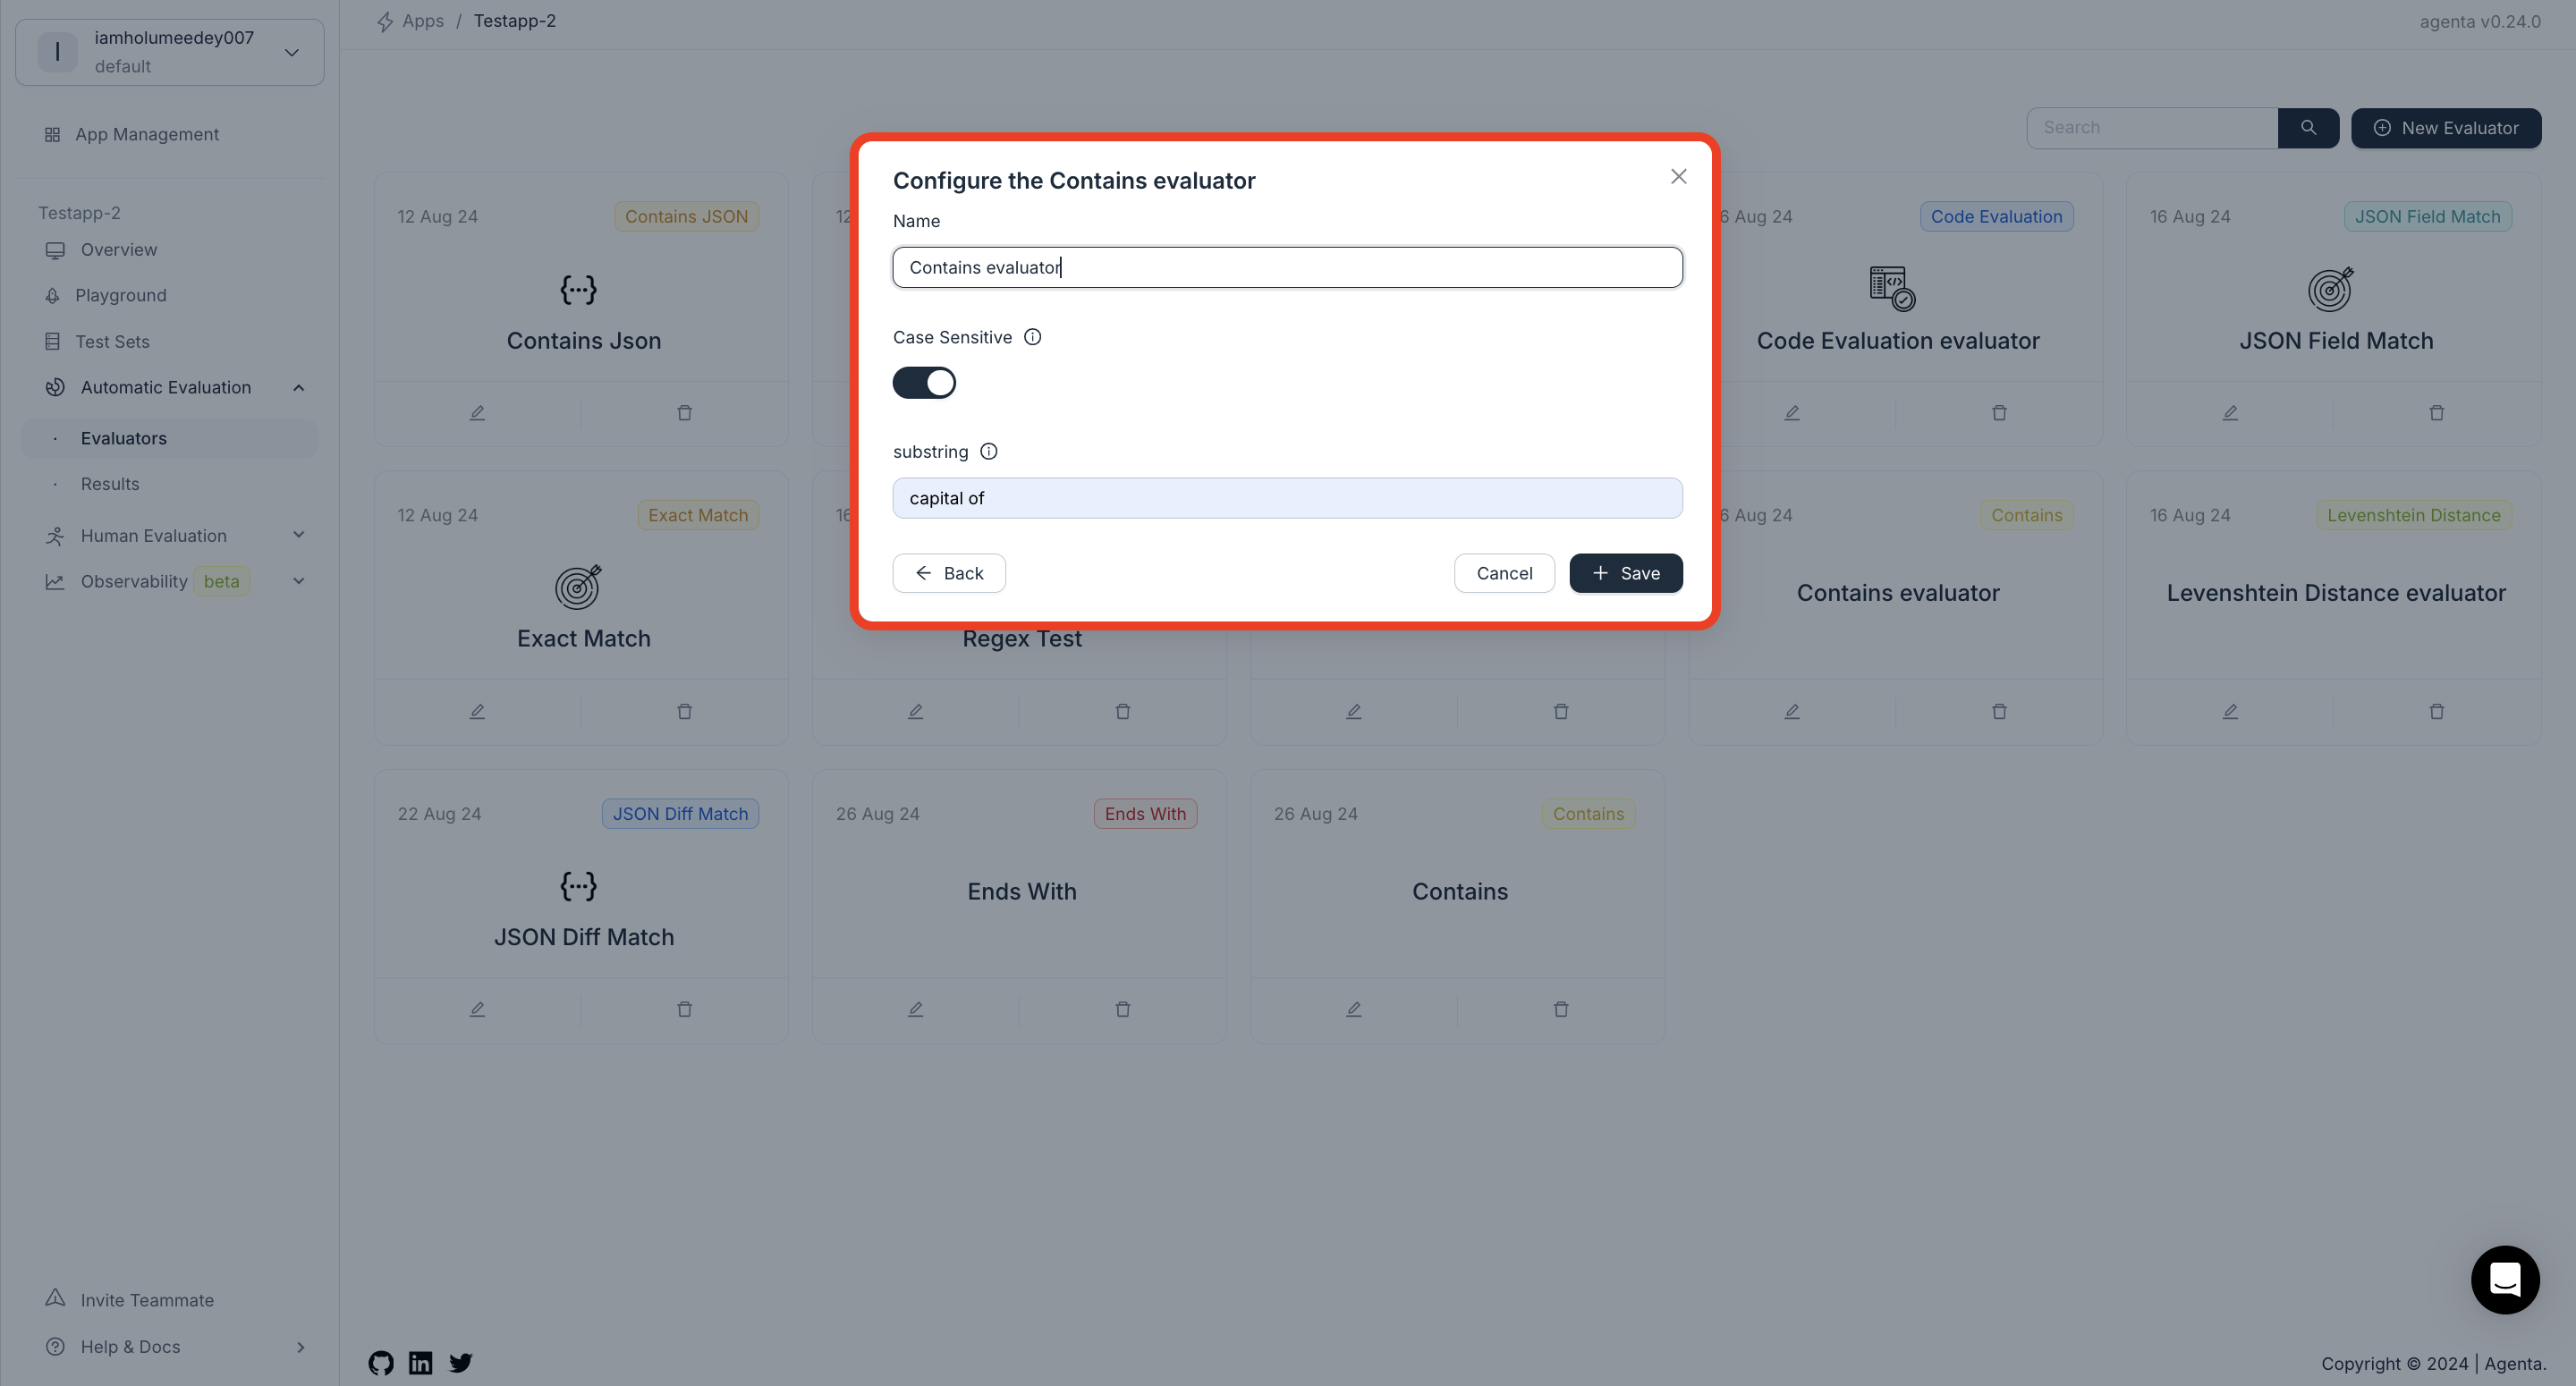 I
iamholumeedey007
default
App Management
Testapp-2
Overview
Playground
Test Sets
Automatic Evaluation
· Evaluators
· Results
Human Evaluation
Observability beta
Invite Teammate
Help & Docs
Apps / Testapp-2
agenta v0.24.0
Search
New Evaluator
Configure the Contains evaluator
Name
Contains evaluator
Case Sensitive
substring
capital of
Back
Cancel
Save
12 Aug 24
Contains JSON
Contains Json
Aug 24
Code Evaluation
Code Evaluation evaluator
16 Aug 24
JSON Field Match
JSON Field Match
12 Aug 24
Exact Match
Exact Match
Regex Test
Aug 24
Contains
Contains evaluator
16 Aug 24
Levenshtein Distance
Levenshtein Distance evaluator
22 Aug 24
JSON Diff Match
JSON Diff Match
26 Aug 24
Ends With
Ends With
26 Aug 24
Contains
Contains
Copyright © 2024 | Agenta.